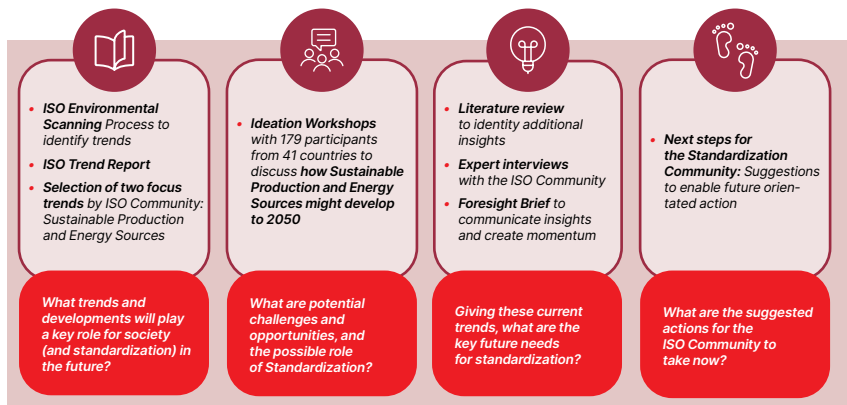 • ISO Environmental
Scanning Process to
identify trends
• ISO Trend Report
• Selection of two focus
trends by ISO Community:
Sustainable Production
and Energy Sources
What trends and
developments will play
a key role for society
(and standardization) in
the future?
• Ideation Workshops
with 179 participants
from 41 countries to
discuss how Sustainable
Production and Energy
Sources might develop
to 2050
What are potential
challenges and
opportunities, and
the possible role
of Standardization?
• Literature review
to identity additional
insights
• Expert interviews
with the ISO Community
• Foresight Brief to
communicate insights
and create momentum
Giving these current
trends, what are the
key future needs
for standardization?
• Next steps for
the Standardization
Community: Suggestions
to enable future orien-
tated action
What are the suggested
actions for the
ISO Community to
take now?